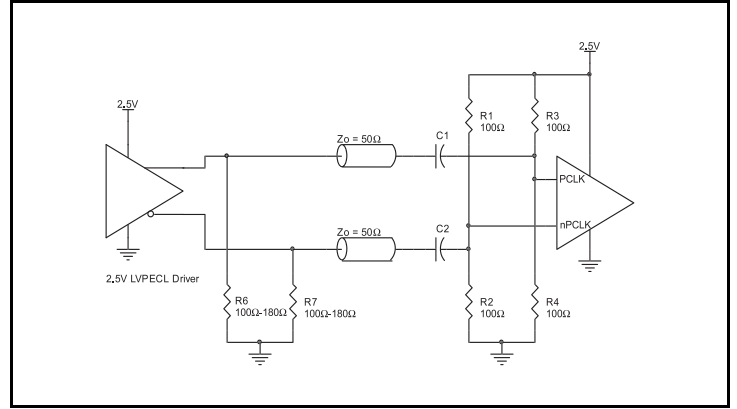 2.5V
2.5V
R1
100Ω
R3
100Ω
Zo = 50Ω
C1
PCLK
nPCLK
Zo = 50Ω
C2
2.5V LVPECL Driver
R6
100Ω-180Ω
R7
100Ω-180Ω
R2
100Ω
R4
100Ω